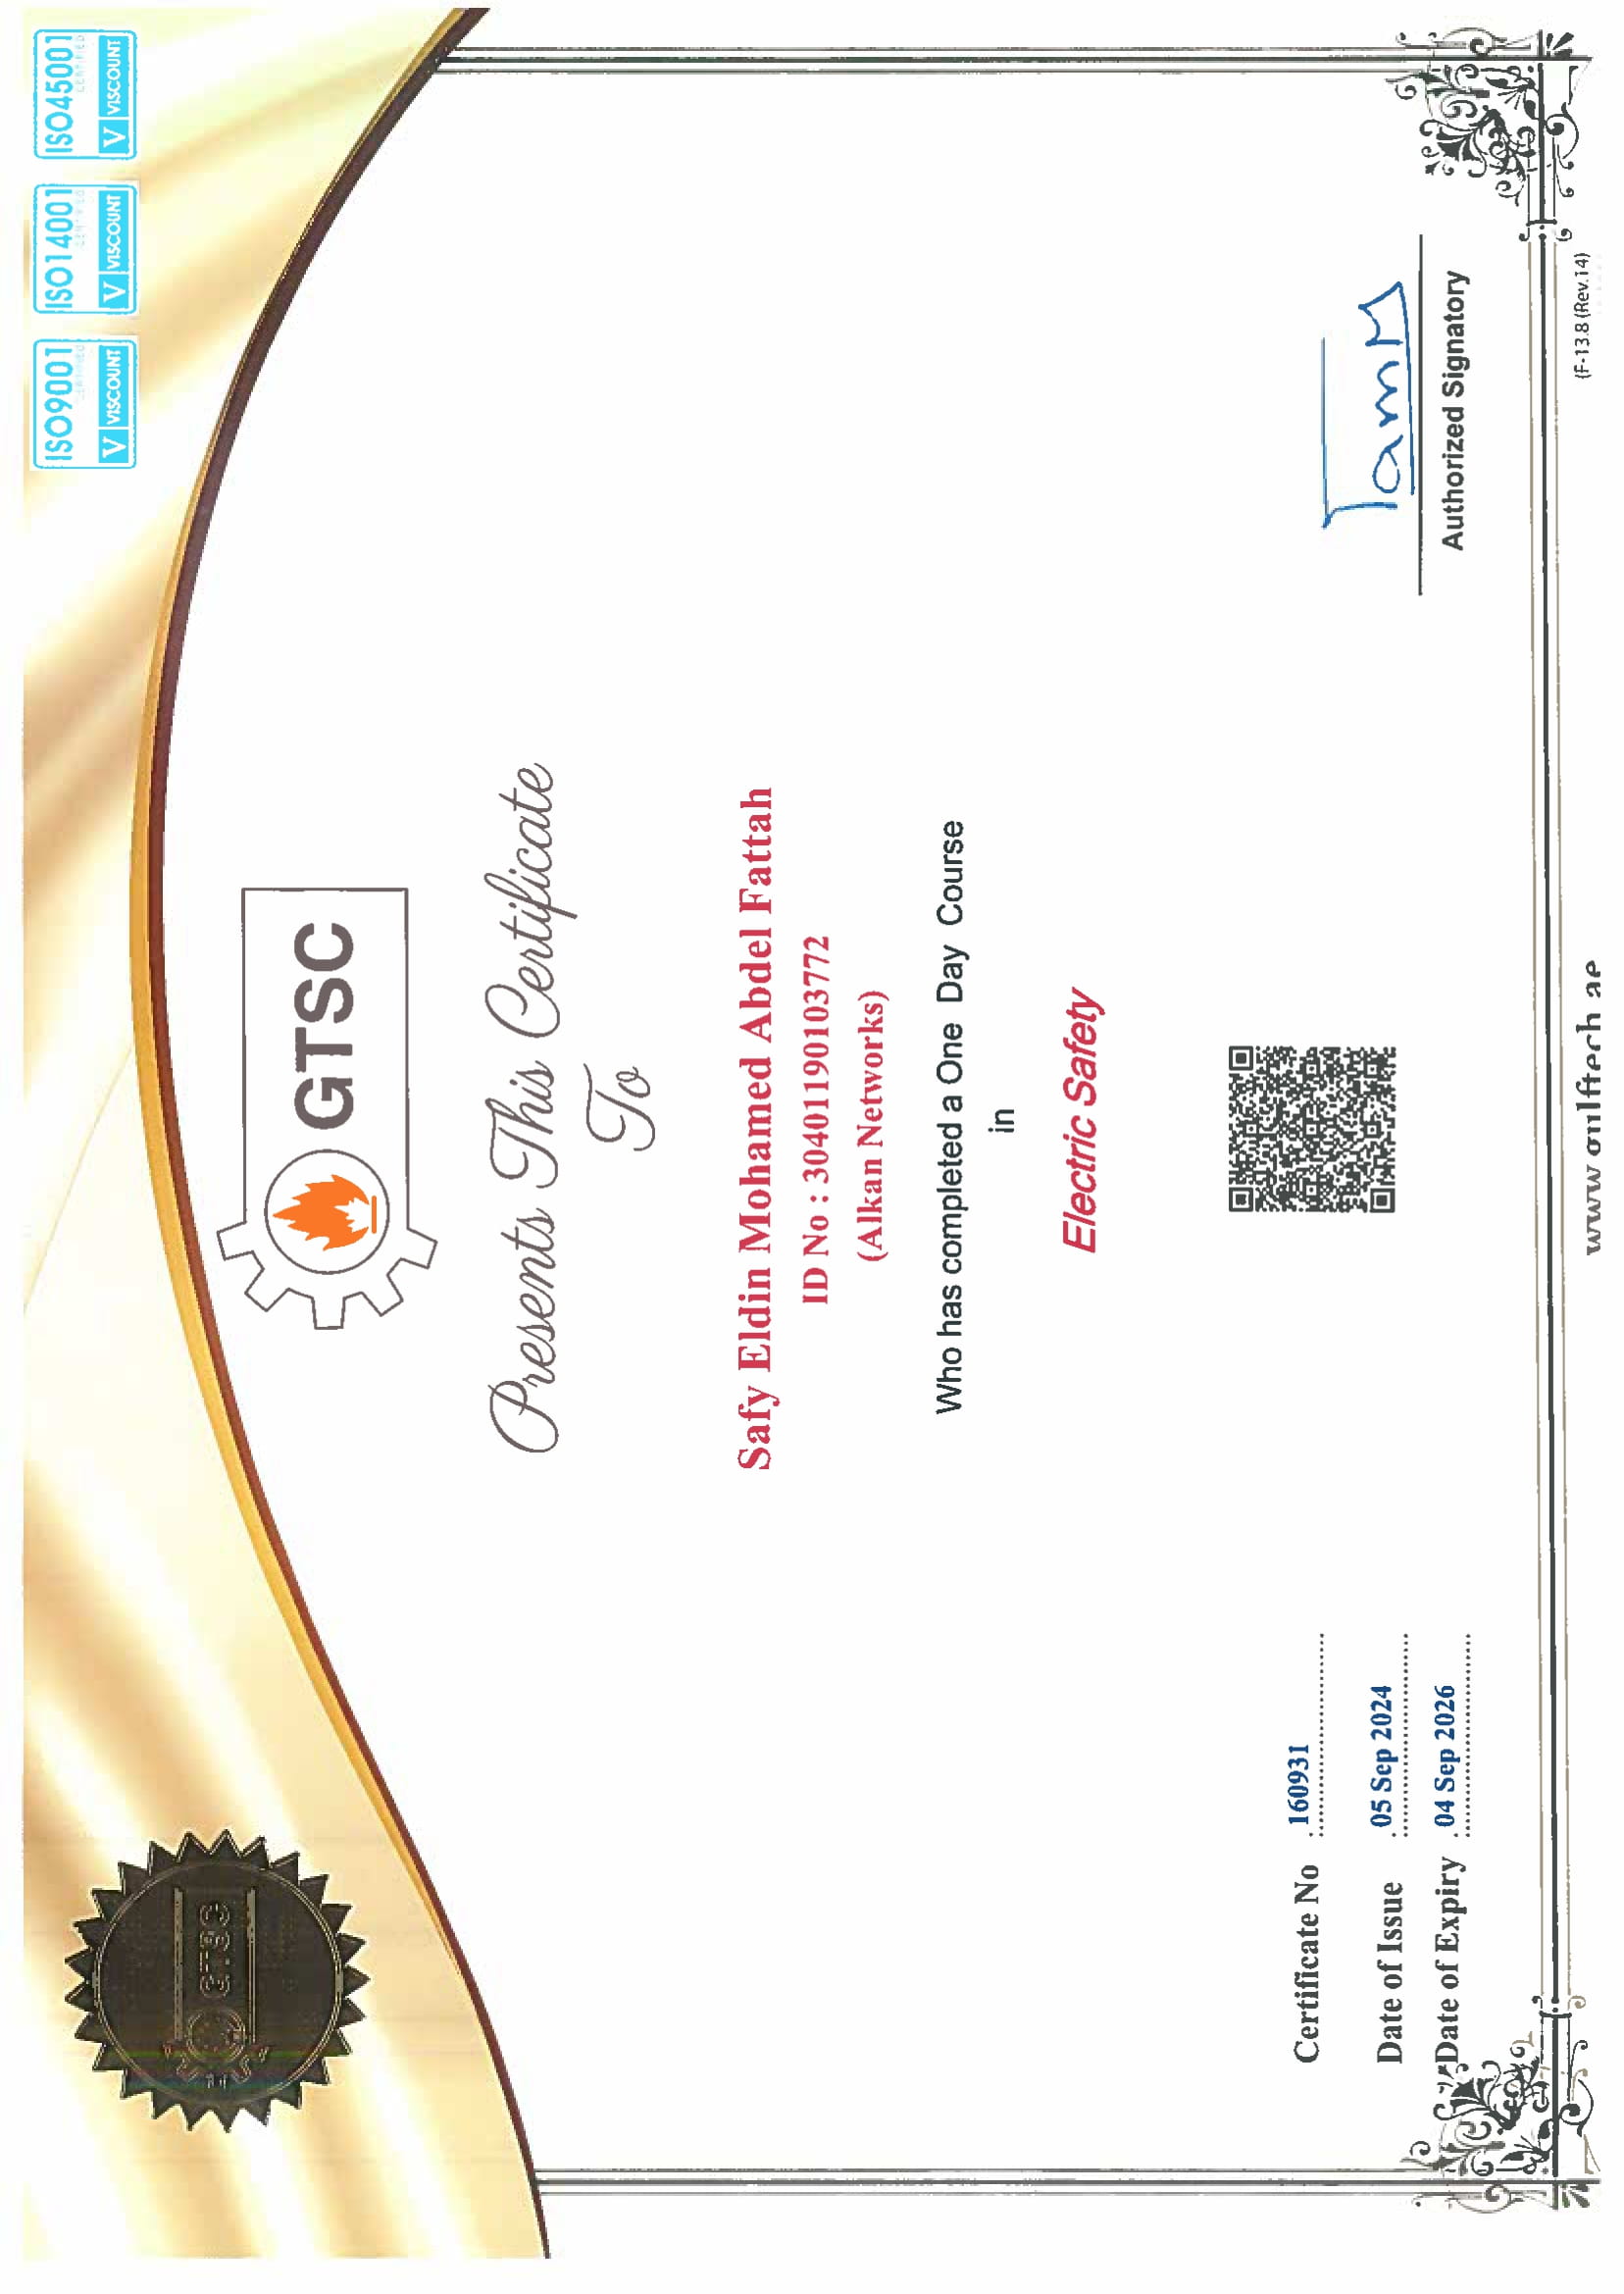 ISO9001 ISO14001 ISO45001
CERTIFIED CERTIFIED CERTIFIED
V VISCOUNT V VISCOUNT V VISCOUNT
GTSC
GTSC
Presents This Certificate
To
Safy Eldin Mohamed Abdel Fattah
ID No : 30401190103772
(Alkan Networks)
Who has completed a One Day Course
in
Electric Safety
Certificate No 160931
Date of Issue 05 Sep 2024
Date of Expiry 04 Sep 2026
Authorized Signatory
www.gulftech.ae
(F-13.8 (Rev.14)